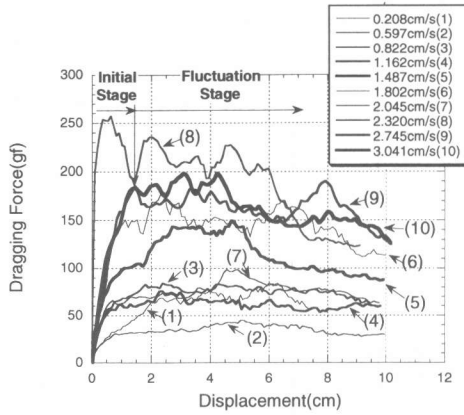 0.208cm/s(1)
0.597cm/s(2)
0.822cm/s(3)
1.162cm/s(4)
1.487cm/s(5)
1.802cm/s(6)
2.045cm/s(7)
2.320cm/s(8)
2.745cm/s(9)
3.041cm/s(10)
300
250
200
150
100
50
0
Dragging Force(gf)
Initial
Stage
Fluctuation
Stage
(8)
(9)
(10)
(6)
(7)
(5)
(3)
(1)
(4)
(2)
0
2
4
6
8
10
12
Displacement(cm)